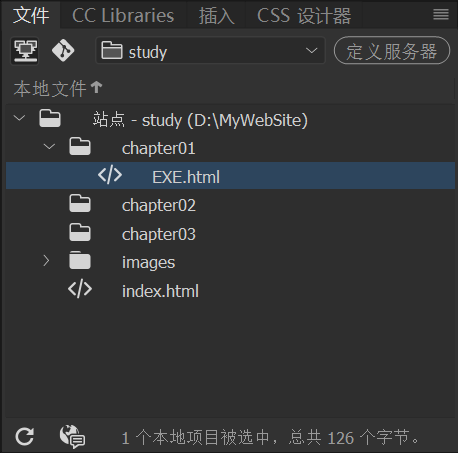 文件 CC Libraries 插入 CSS 设计器
study 定义服务器
本地文件
站点 - study (D:\MyWebSite)
chapter01
EXE.html
chapter02
chapter03
images
index.html
1 个本地项目被选中，总共 126 个字节。